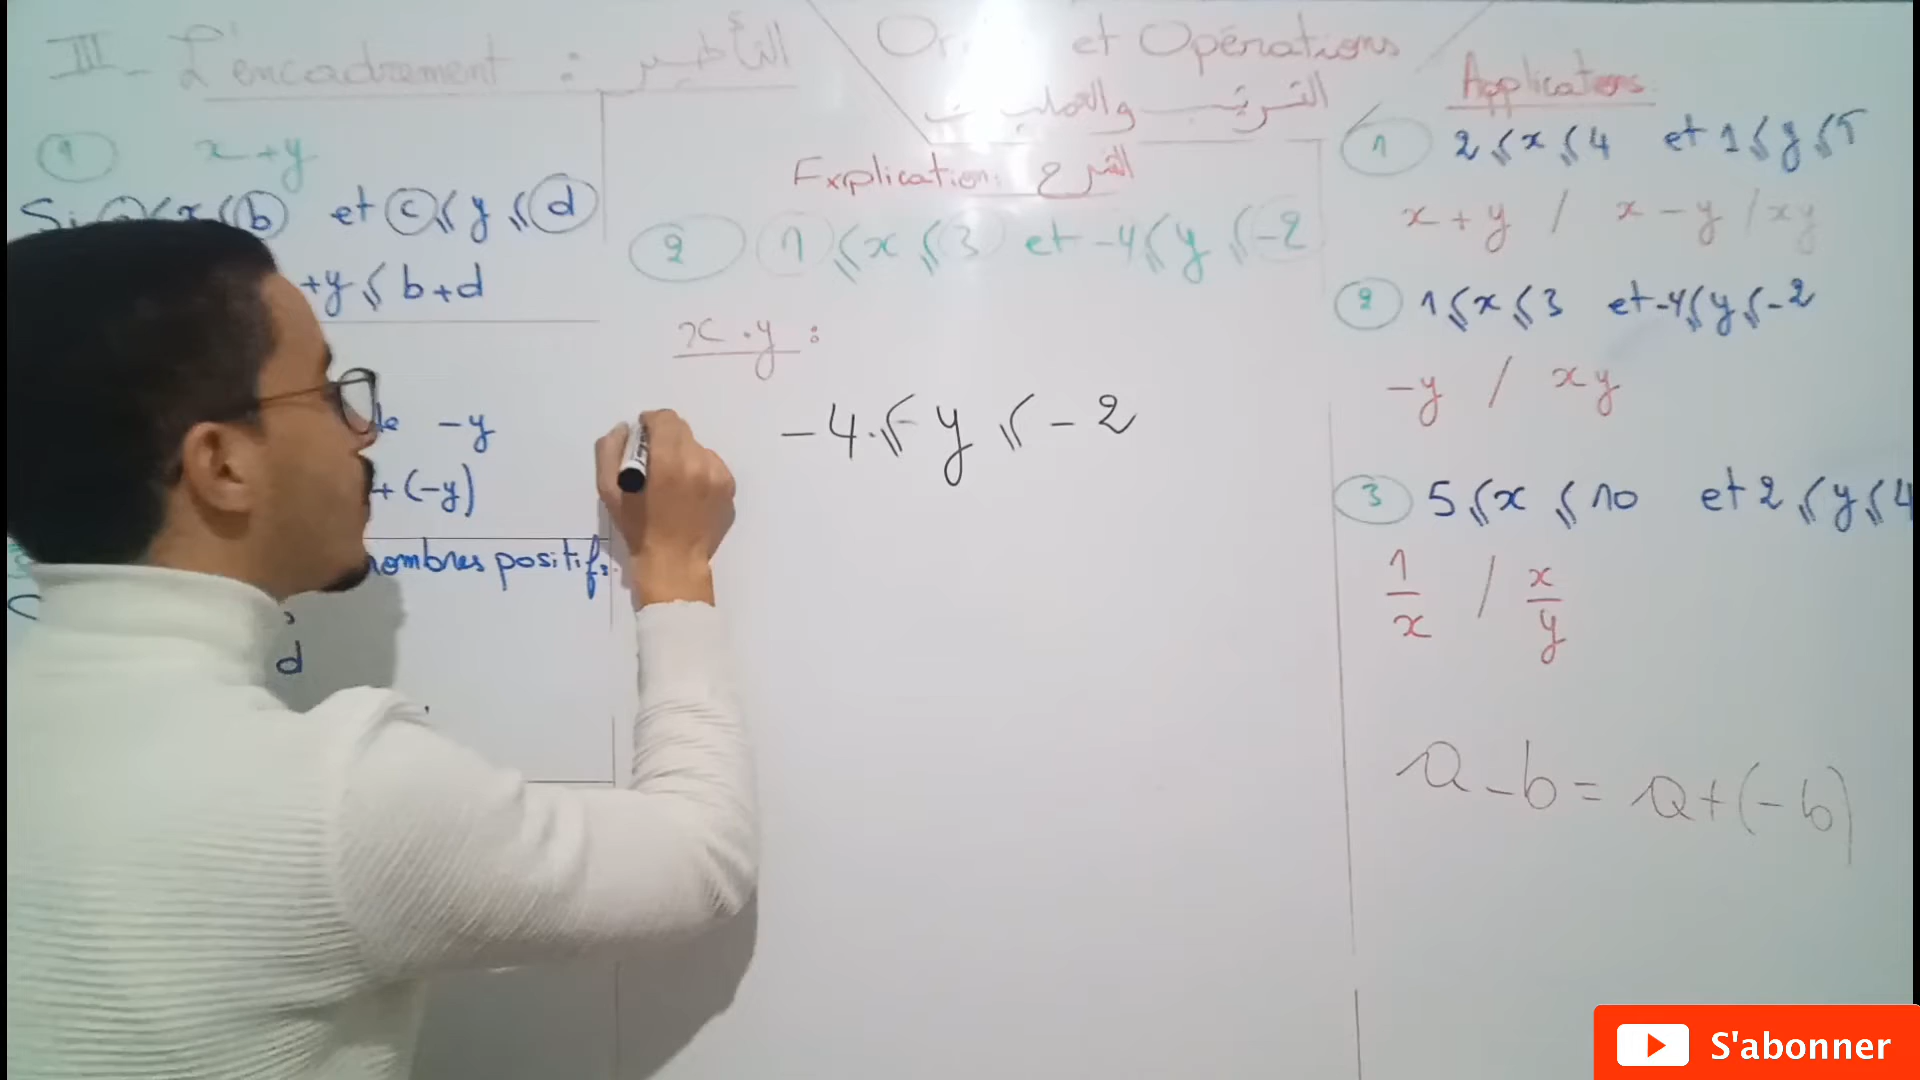 III - L'encadrement : التأطير
1 x+y
b et c ⩽ y ⩽ d
+y ⩽ b+d
-y
+ (-y)
nombres positifs.
d
et Opérations
الترتيب والعمليات
Explication: الشرح
2 1 ⩽ x ⩽ 3 et -4 ⩽ y ⩽ -2
x.y :
-4 ⩽ y ⩽ -2
Applications
1 2 ⩽ x ⩽ 4 et 1 ⩽ y ⩽ 5
x+y / x-y / xy
2 1 ⩽ x ⩽ 3 et -4 ⩽ y ⩽ -2
-y / xy
3 5 ⩽ x ⩽ 10 et 2 ⩽ y ⩽ 4
1/x / x/y
a - b = a + (-b)
S'abonner